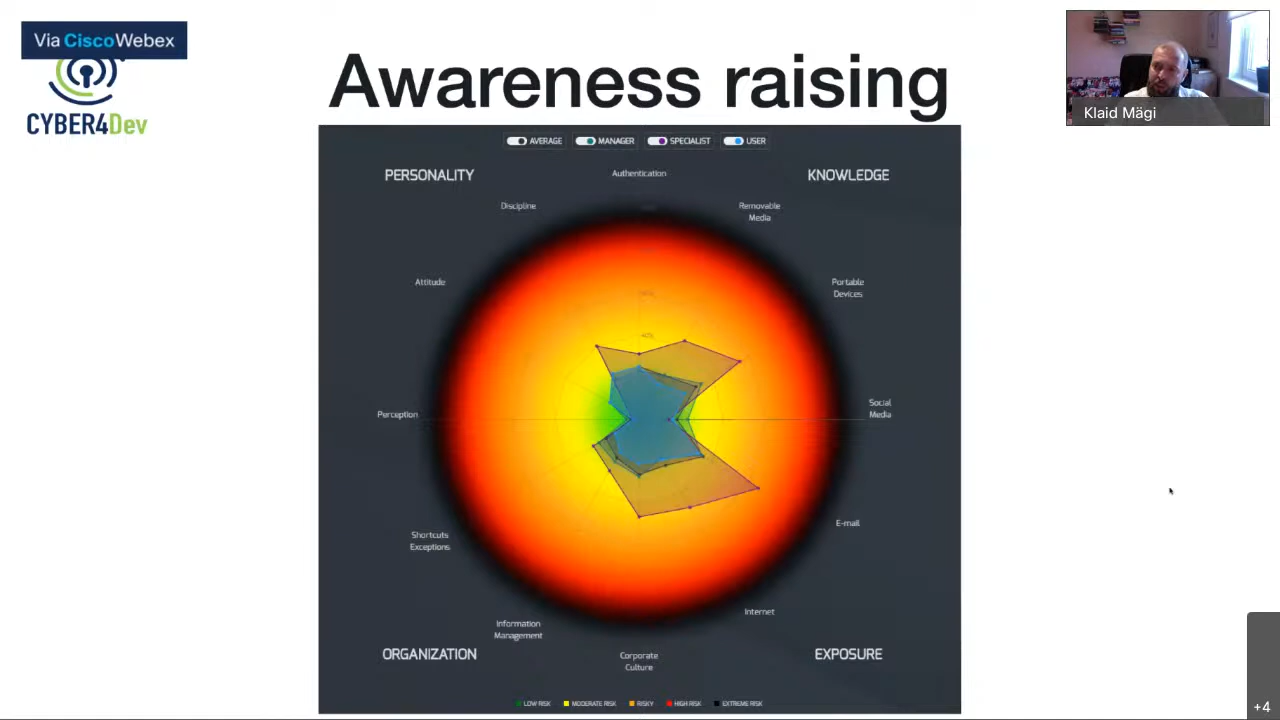 Via Cisco Webex
CYBER4Dev
Awareness raising
Klaid Mägi
AVERAGE
MANAGER
SPECIALIST
USER
PERSONALITY
KNOWLEDGE
Authentication
Discipline
Removable
Media
Attitude
Portable
Devices
Perception
Social
Media
Shortcuts
Exceptions
E-mail
Information
Management
Internet
Corporate
Culture
ORGANIZATION
EXPOSURE
LOW RISK
MODERATE RISK
RISKY
HIGH RISK
EXTREME RISK
+4